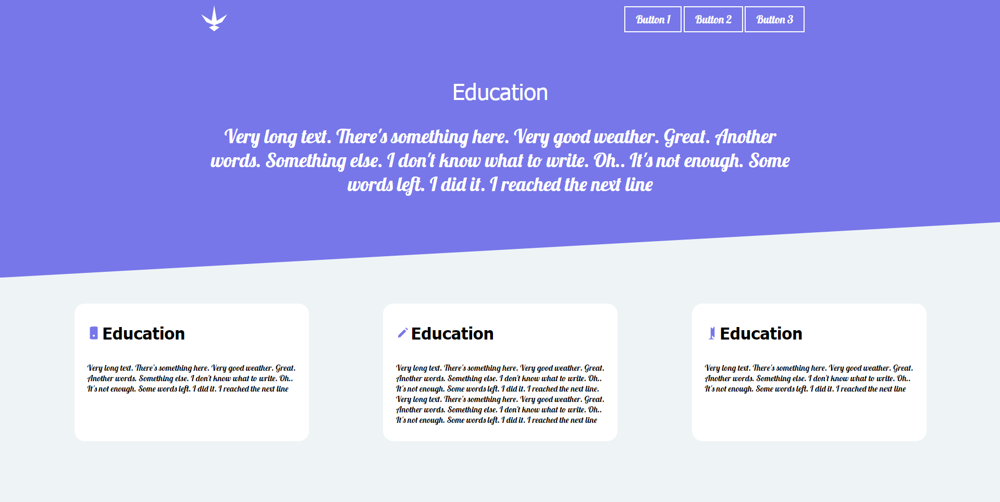 Button 1 Button 2 Button 3
Education
Very long text. There's something here. Very good weather. Great. Another
words. Something else. I don't know what to write. Oh.. It's not enough. Some
words left. I did it. I reached the next line
Education
Very long text. There's something here. Very good weather. Great.
Another words. Something else. I don't know what to write. Oh..
It's not enough. Some words left. I did it. I reached the next line
Education
Very long text. There's something here. Very good weather. Great.
Another words. Something else. I don't know what to write. Oh..
It's not enough. Some words left. I did it. I reached the next line.
Very long text. There's something here. Very good weather. Great.
Another words. Something else. I don't know what to write. Oh..
It's not enough. Some words left. I did it. I reached the next line
Education
Very long text. There's something here. Very good weather. Great.
Another words. Something else. I don't know what to write. Oh..
It's not enough. Some words left. I did it. I reached the next line